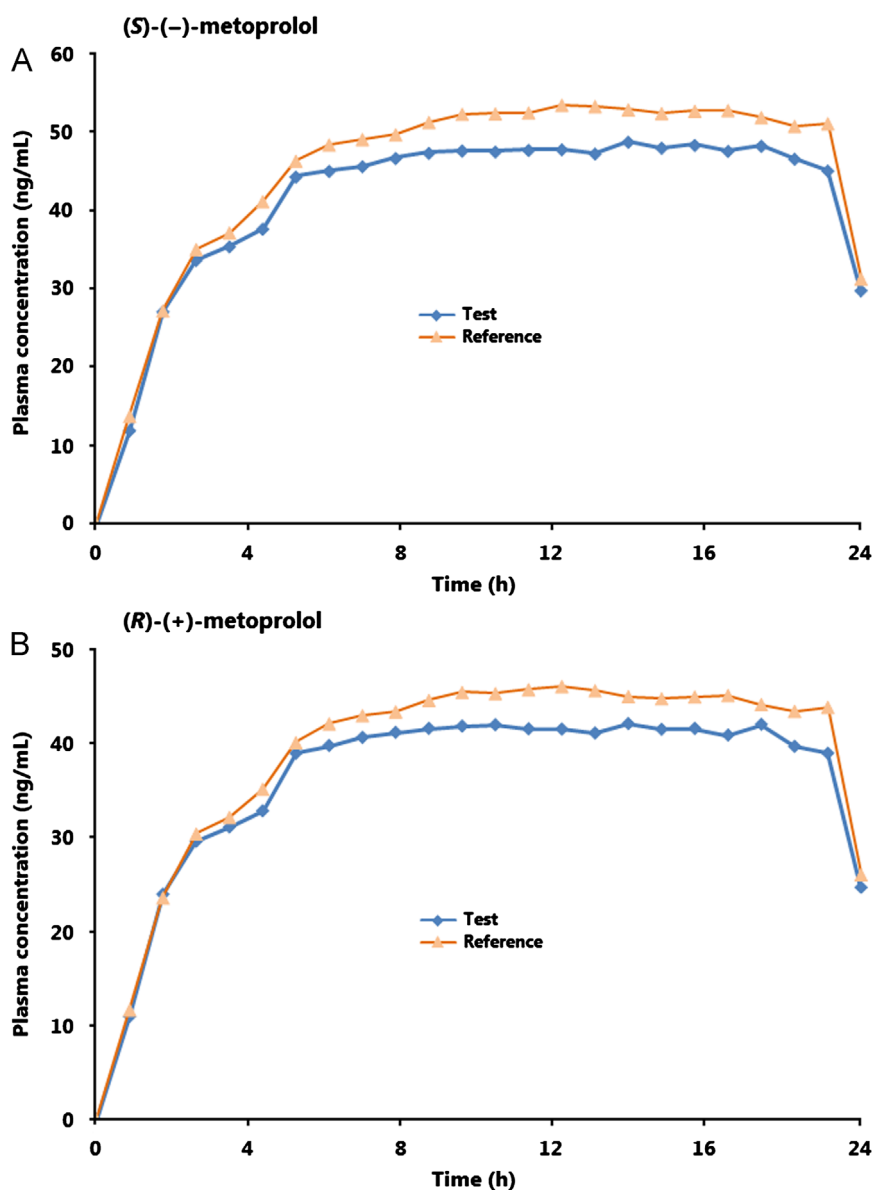 (S)-(−)-metoprolol
A
60
50
40
30
20
10
0
Plasma concentration (ng/mL)
Test
Reference
0 4 8 12 16 24
Time (h)
(R)-(+)-metoprolol
B
50
40
30
20
10
0
Plasma concentration (ng/mL)
Test
Reference
0 4 8 12 16 24
Time (h)